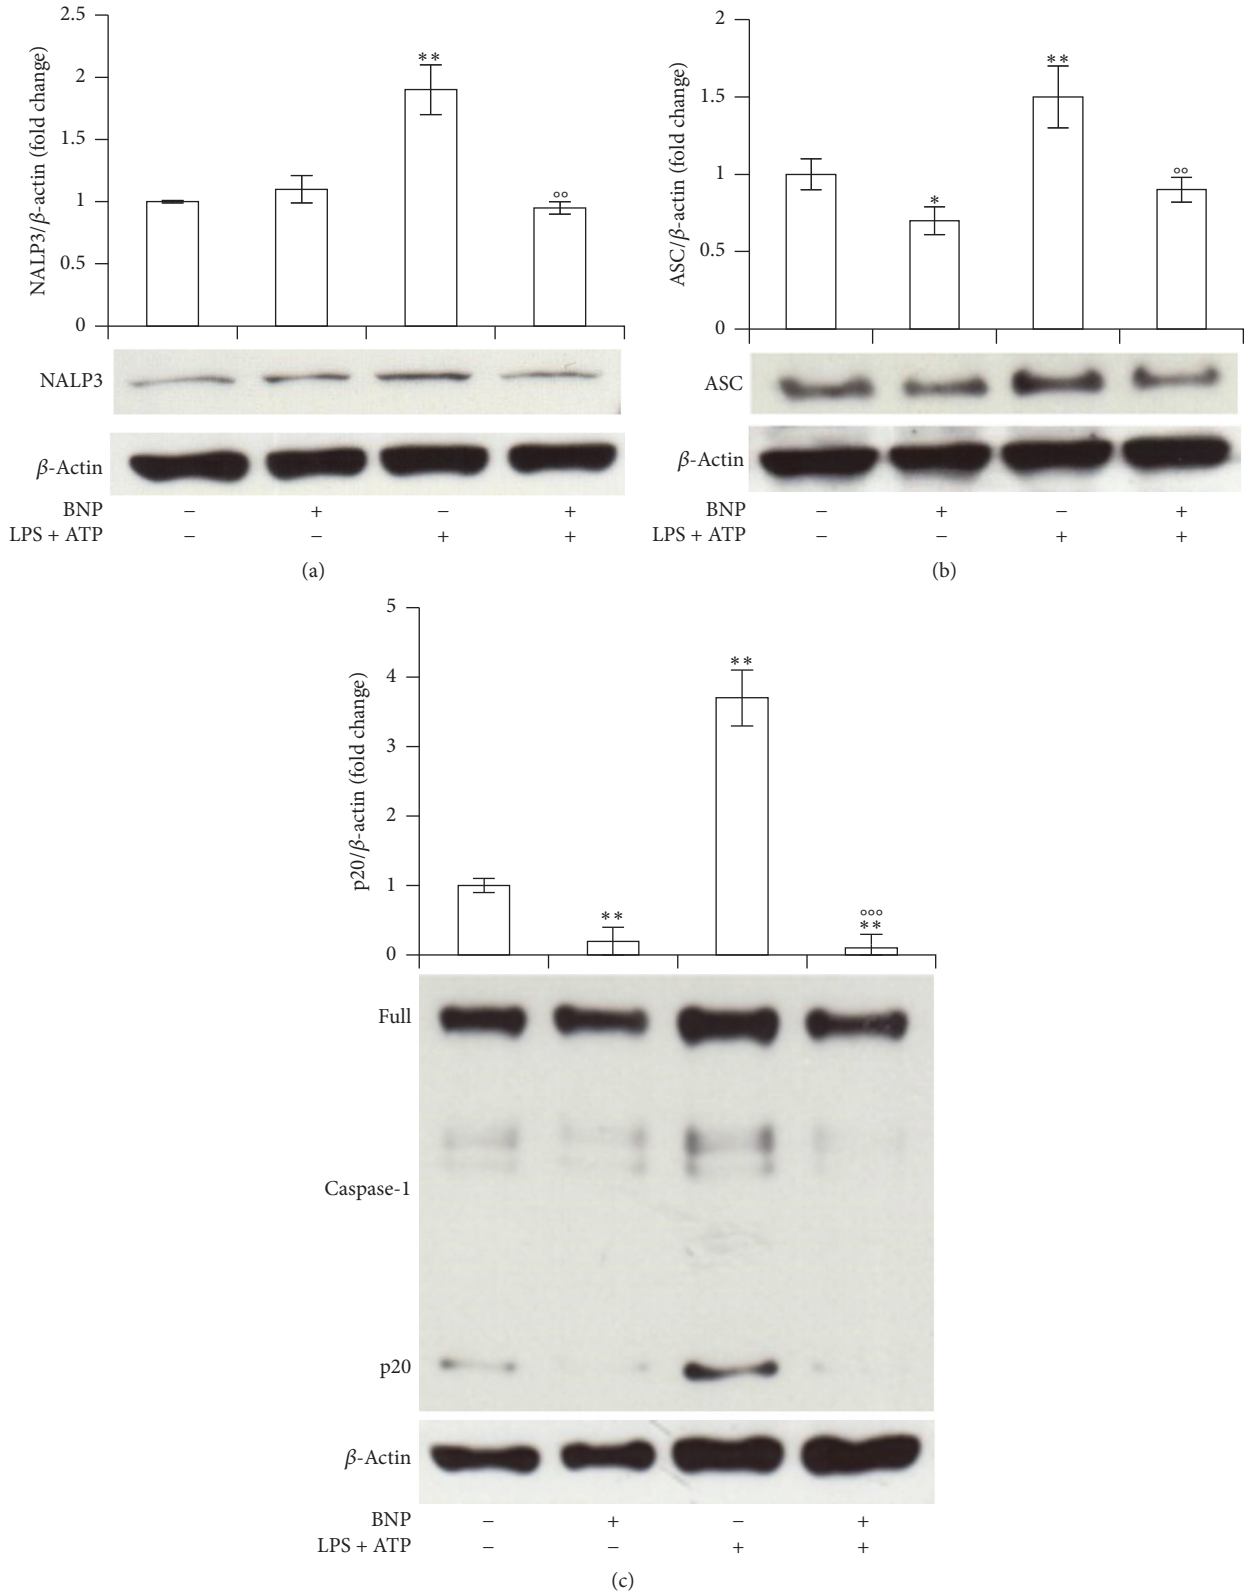 2.5
2
1.5
1
0.5
0
NALP3/β-actin (fold change)
**
°°
NALP3
β-Actin
BNP − + − +
LPS + ATP − − + +
(a)
2
1.5
1
0.5
0
ASC/β-actin (fold change)
*
**
°°
ASC
β-Actin
BNP − + − +
LPS + ATP − − + +
(b)
5
4
3
2
1
0
p20/β-actin (fold change)
**
**
°°°
**
Full
Caspase-1
p20
β-Actin
BNP − + − +
LPS + ATP − − + +
(c)